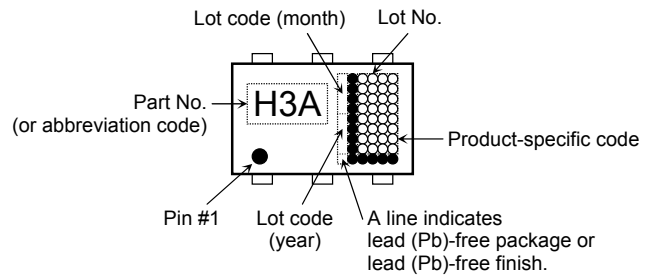 Lot code (month)
Lot No.
Part No.
(or abbreviation code)
H3A
Product-specific code
Pin #1
Lot code
(year)
A line indicates
lead (Pb)-free package or
lead (Pb)-free finish.